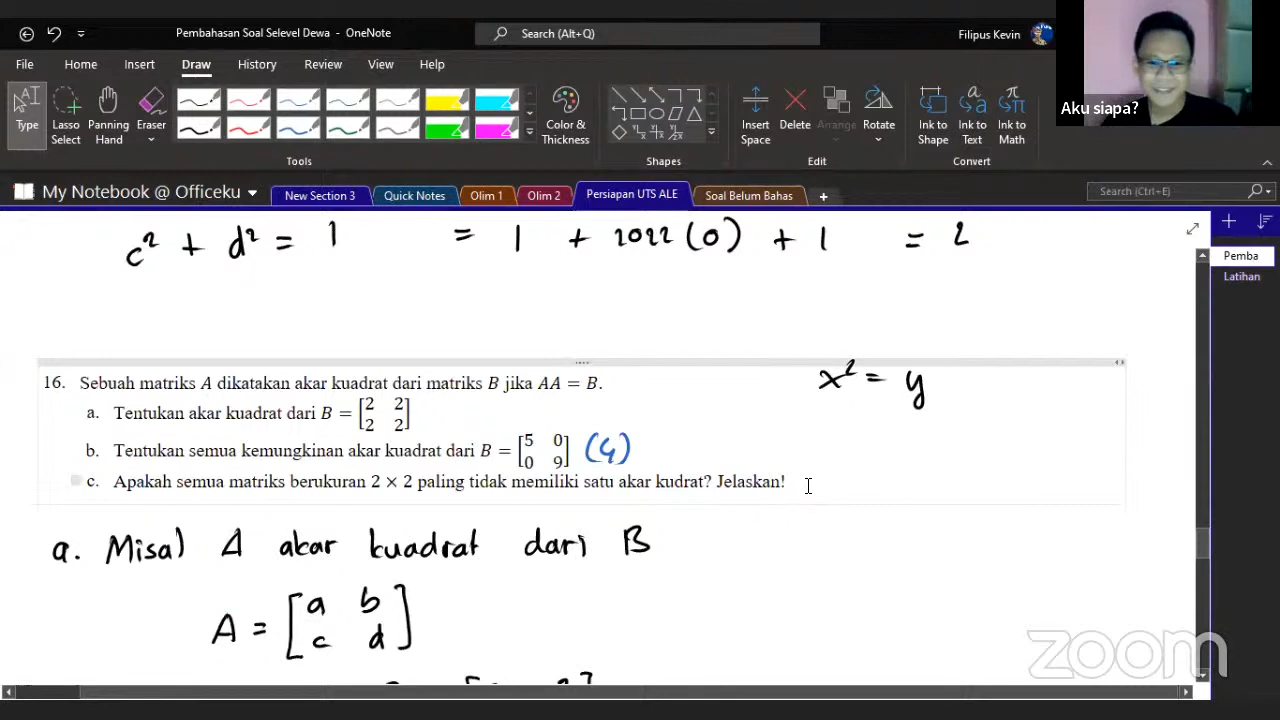 Pembahasan Soal Selevel Dewa - OneNote
Search (Alt+Q)
Filipus Kevin
File Home Insert Draw History Review View Help
Type
Lasso Select
Panning Hand
Eraser
Color & Thickness
Insert Space
Delete
Arrange
Rotate
Ink to Shape
Ink to Text
Ink to Math
Tools
Shapes
Edit
Convert
Aku siapa?
My Notebook @ Officeku
New Section 3
Quick Notes
Olim 1
Olim 2
Persiapan UTS ALE
Soal Belum Bahas
Search (Ctrl+E)
Pemba
Latihan
c² + d² = 1 = 1 + 2022 (0) + 1 = 2
x² = y
16. Sebuah matriks A dikatakan akar kuadrat dari matriks B jika AA = B.
a. Tentukan akar kuadrat dari B = [2 2
2 2]
b. Tentukan semua kemungkinan akar kuadrat dari B = [5 0
0 9] (4)
c. Apakah semua matriks berukuran 2 × 2 paling tidak memiliki satu akar kudrat? Jelaskan!
a. Misal A akar kuadrat dari B
A = [a b
c d]
zoom